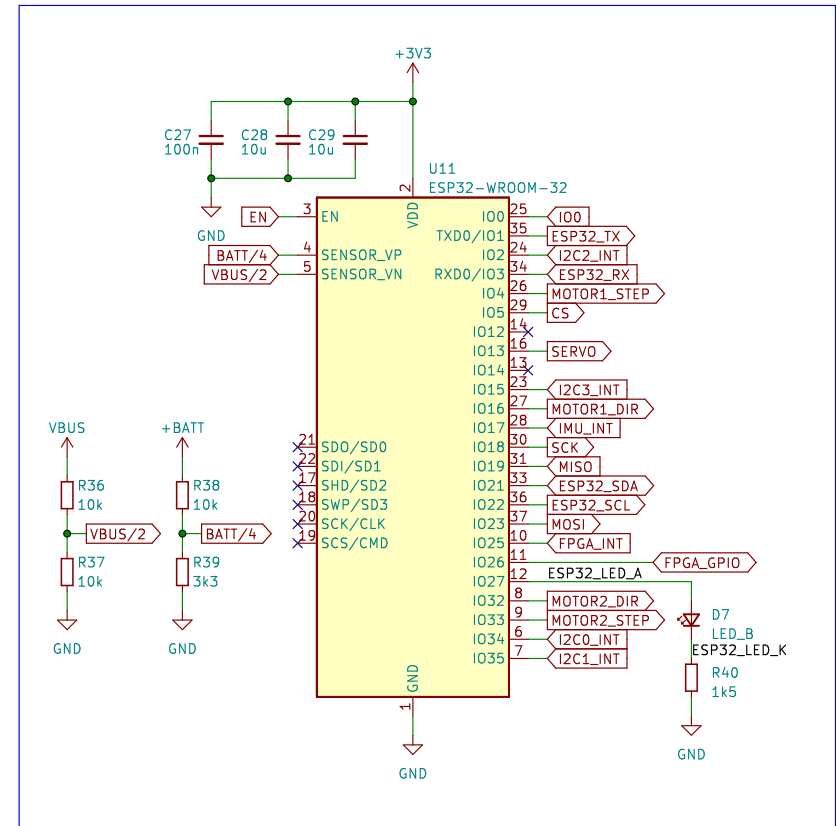 +3V3
C27
100n
C28
10u
C29
10u
GND
U11
ESP32-WROOM-32
2
VDD
EN 3 EN
BATT/4 4 SENSOR_VP
VBUS/2 5 SENSOR_VN
21 SDO/SD0
22 SDI/SD1
17 SHD/SD2
18 SWP/SD3
20 SCK/CLK
19 SCS/CMD
IO0 25 IO0
TXD0/IO1 35 ESP32_TX
IO2 24 I2C2_INT
RXD0/IO3 34 ESP32_RX
IO4 26 MOTOR1_STEP
IO5 29 CS
IO12 14
IO13 16 SERVO
IO14 13
IO15 23 I2C3_INT
IO16 27 MOTOR1_DIR
IO17 28 IMU_INT
IO18 30 SCK
IO19 31 MISO
IO21 33 ESP32_SDA
IO22 36 ESP32_SCL
IO23 37 MOSI
IO25 10 FPGA_INT
IO26 11 FPGA_GPIO
IO27 12 ESP32_LED_A
IO32 8 MOTOR2_DIR
IO33 9 MOTOR2_STEP
IO34 6 I2C0_INT
IO35 7 I2C1_INT
GND
1
GND
VBUS
R36
10k
VBUS/2
R37
10k
GND
+BATT
R38
10k
BATT/4
R39
3k3
GND
D7
LED_B
ESP32_LED_K
R40
1k5
GND